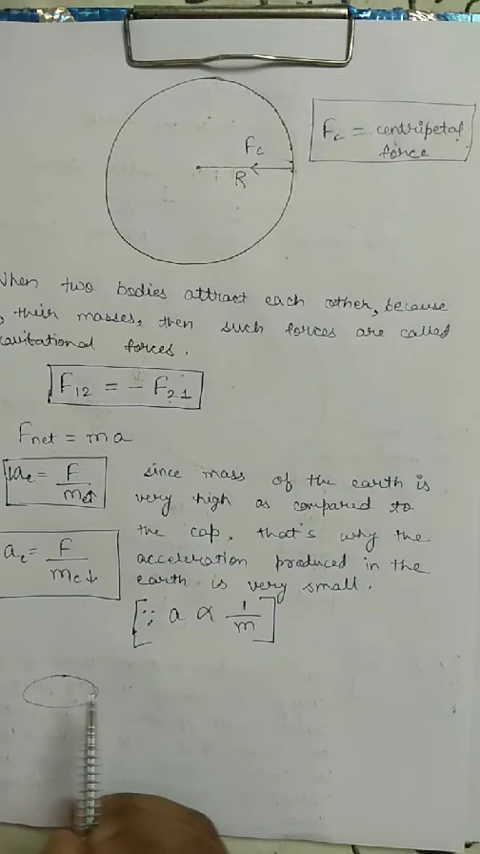 Fc
R
Fc = centripetal
force
When two bodies attract each other, because
their masses, then such forces are called
gravitational forces.
F12 = - F21
Fnet = ma
↓ae = F/me↑
since mass of the earth is
very high as compared to
the cap, that's why the
acceleration produced in the
earth is very small.
ac = F/mc↓
[∵ a ∝ 1/m]